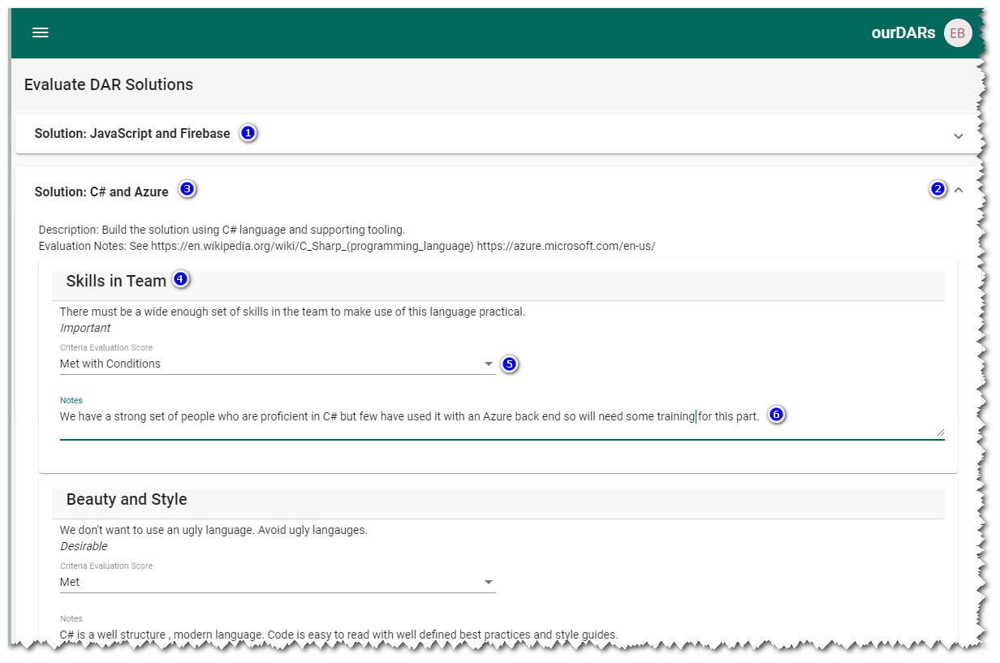 ourDARs EB
Evaluate DAR Solutions
Solution: JavaScript and Firebase 1
Solution: C# and Azure 3 2
Description: Build the solution using C# language and supporting tooling.
Evaluation Notes: See https://en.wikipedia.org/wiki/C_Sharp_(programming_language) https://azure.microsoft.com/en-us/
Skills in Team 4
There must be a wide enough set of skills in the team to make use of this language practical.
Important
Criteria Evaluation Score
Met with Conditions 5
Notes
We have a strong set of people who are proficient in C# but few have used it with an Azure back end so will need some training for this part. 6
Beauty and Style
We don't want to use an ugly language. Avoid ugly langauges.
Desirable
Criteria Evaluation Score
Met
Notes
C# is a well structure , modern language. Code is easy to read with well defined best practices and style guides.